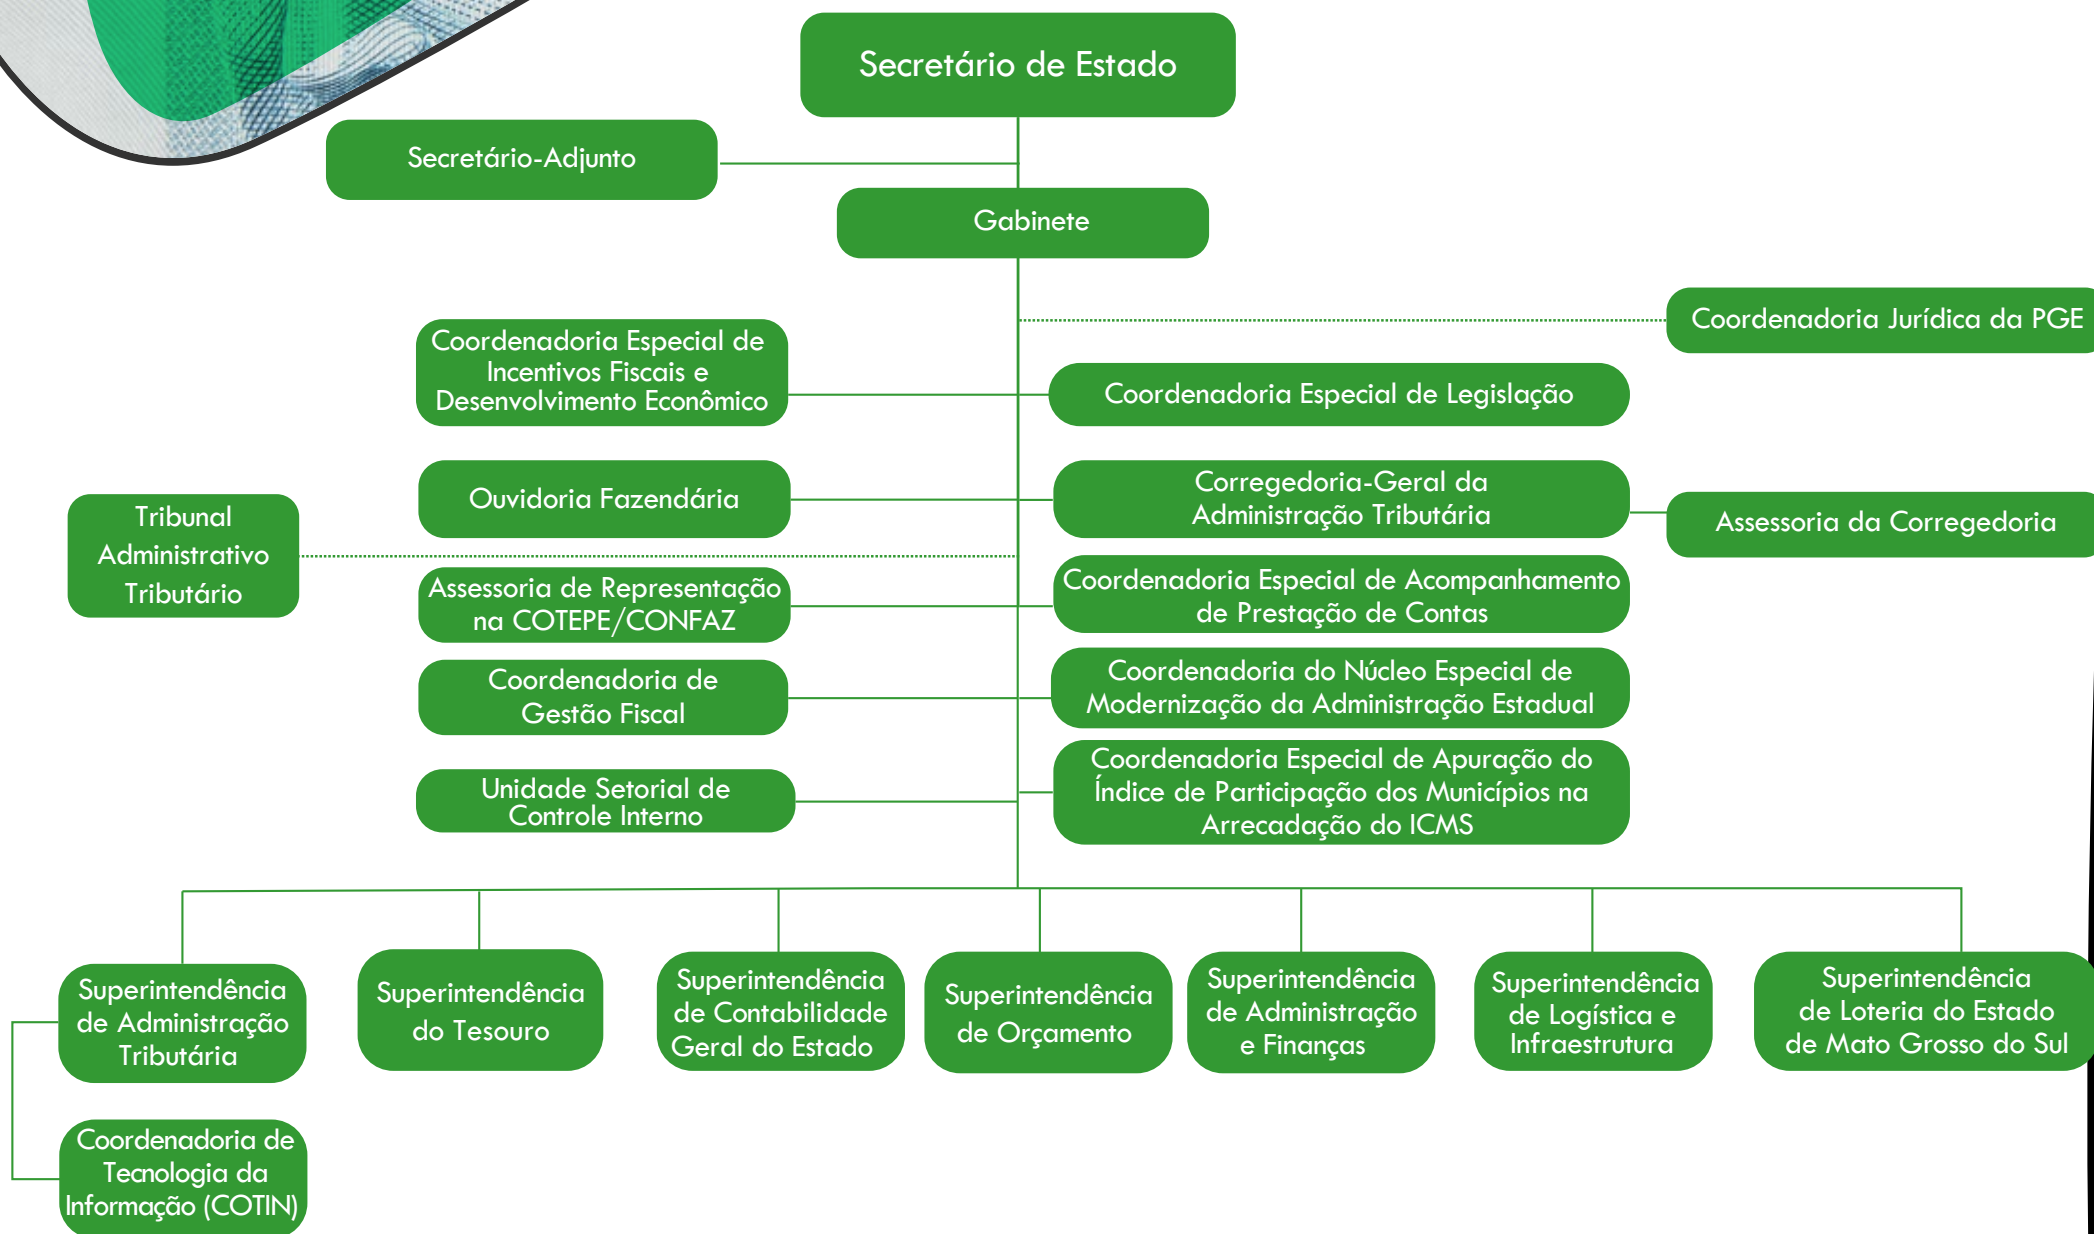 Secretário de Estado
Secretário-Adjunto
Gabinete
Coordenadoria Jurídica da PGE
Coordenadoria Especial de
Incentivos Fiscais e
Desenvolvimento Econômico
Coordenadoria Especial de Legislação
Ouvidoria Fazendária
Corregedoria-Geral da
Administração Tributária
Assessoria da Corregedoria
Tribunal
Administrativo
Tributário
Assessoria de Representação
na COTEPE/CONFAZ
Coordenadoria Especial de Acompanhamento
de Prestação de Contas
Coordenadoria de
Gestão Fiscal
Coordenadoria do Núcleo Especial de
Modernização da Administração Estadual
Unidade Setorial de
Controle Interno
Coordenadoria Especial de Apuração do
Índice de Participação dos Municípios na
Arrecadação do ICMS
Superintendência
de Administração
Tributária
Superintendência
do Tesouro
Superintendência
de Contabilidade
Geral do Estado
Superintendência
de Orçamento
Superintendência
de Administração
e Finanças
Superintendência
de Logística e
Infraestrutura
Superintendência
de Loteria do Estado
de Mato Grosso do Sul
Coordenadoria de
Tecnologia da
Informação (COTIN)